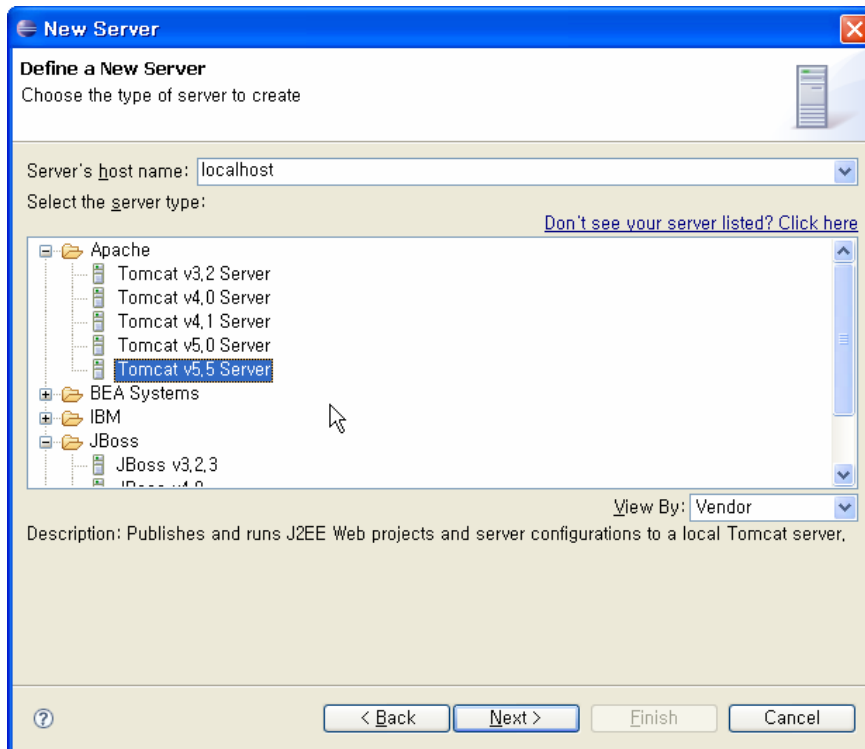 New Server
Define a New Server
Choose the type of server to create
Server's host name: localhost
Select the server type:
Don't see your server listed? Click here
Apache
Tomcat v3.2 Server
Tomcat v4.0 Server
Tomcat v4.1 Server
Tomcat v5.0 Server
Tomcat v5.5 Server
BEA Systems
IBM
JBoss
JBoss v3.2.3
View By: Vendor
Description: Publishes and runs J2EE Web projects and server configurations to a local Tomcat server.
< Back Next > Finish Cancel